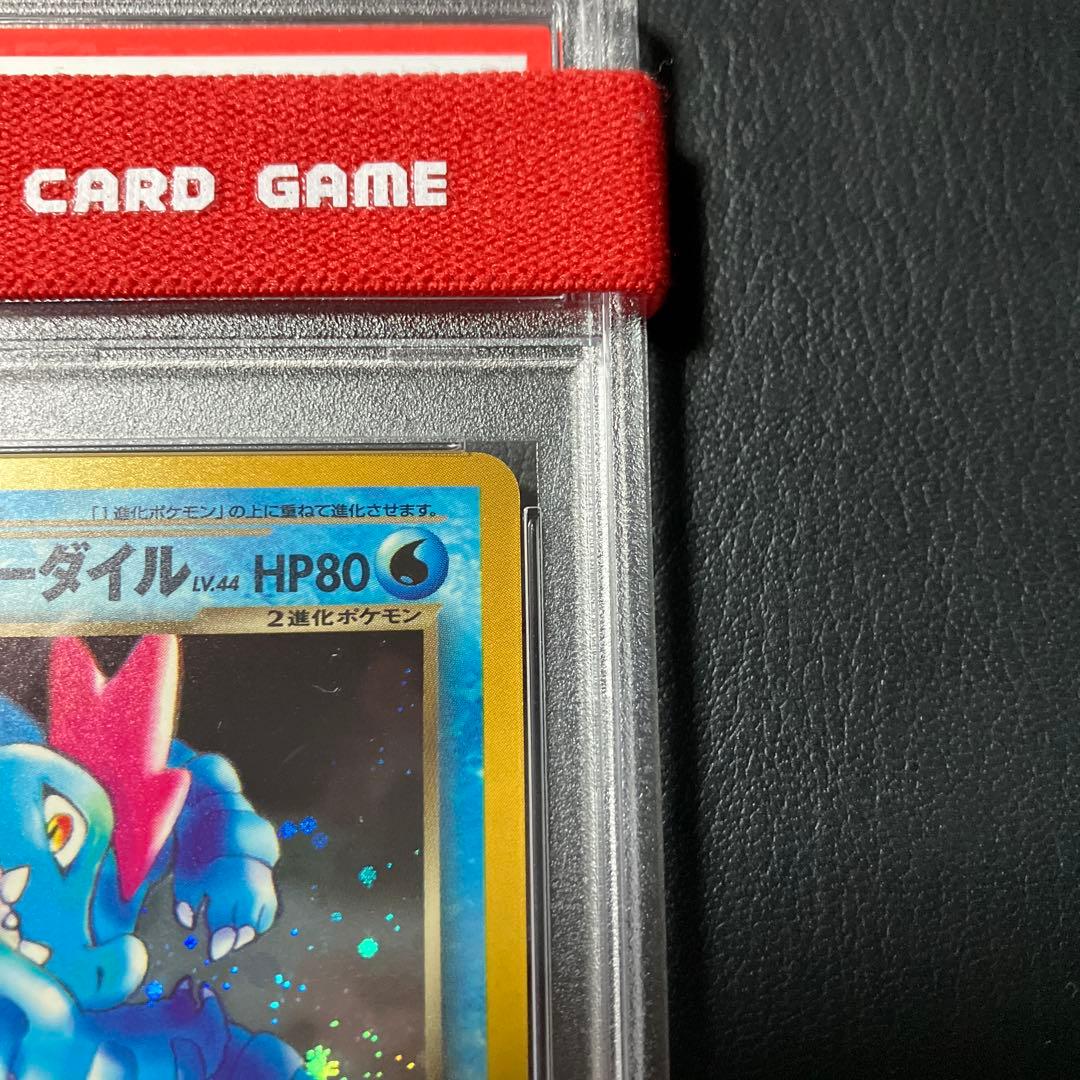 CARD GAME
「1進化ポケモン」の上に重ねて進化させます。
ーダイル LV.44 HP80
2進化ポケモン